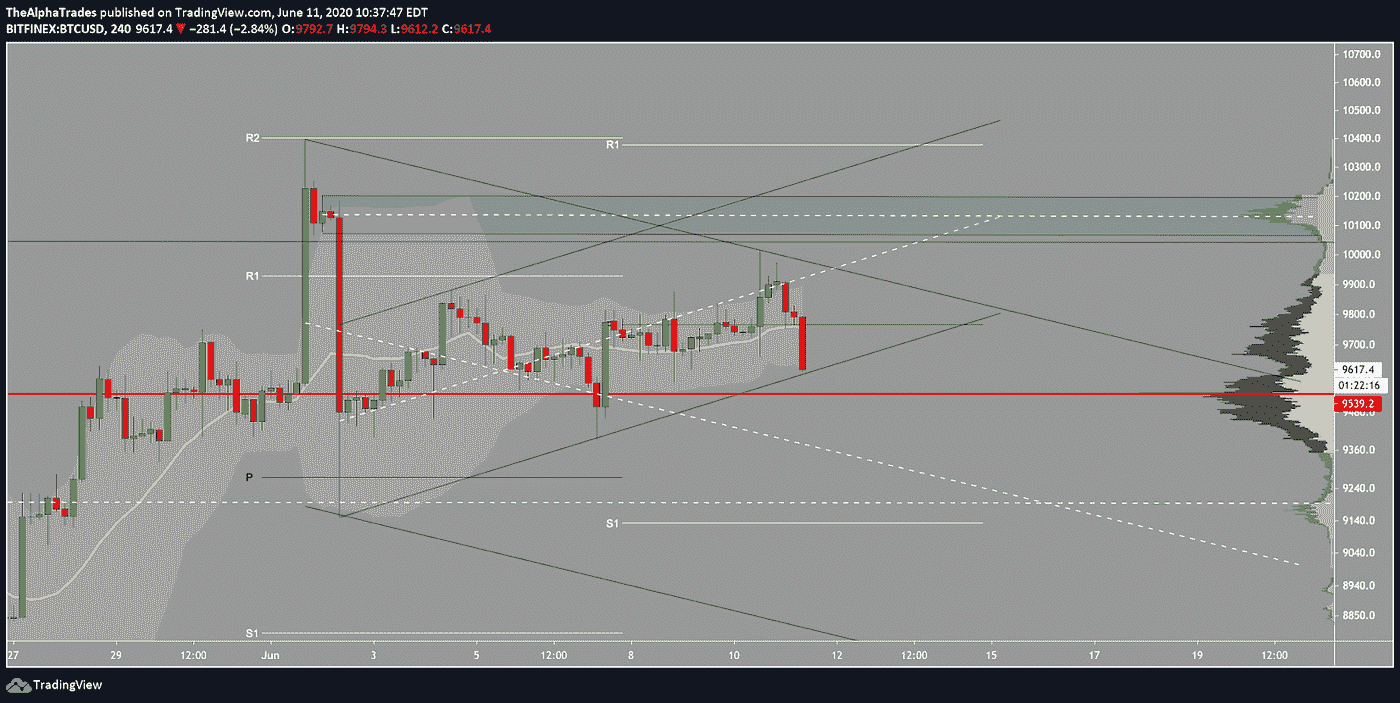 TheAlphaTrades published on TradingView.com, June 11, 2020 10:37:47 EDT
BITFINEX:BTCUSD, 240 9617.4 ▼ −281.4 (−2.84%) O:9792.7 H:9794.3 L:9612.2 C:9617.4
10700.0
10600.0
10500.0
R2
10400.0
R1
10300.0
10200.0
10100.0
10000.0
R1
9900.0
9800.0
9700.0
9617.4
01:22:16
9539.2
9480.0
9360.0
P
9240.0
S1
9140.0
9040.0
8940.0
8850.0
S1
27 29 12:00 Jun 3 5 12:00 8 10 12 12:00 15 17 19 12:00
TradingView